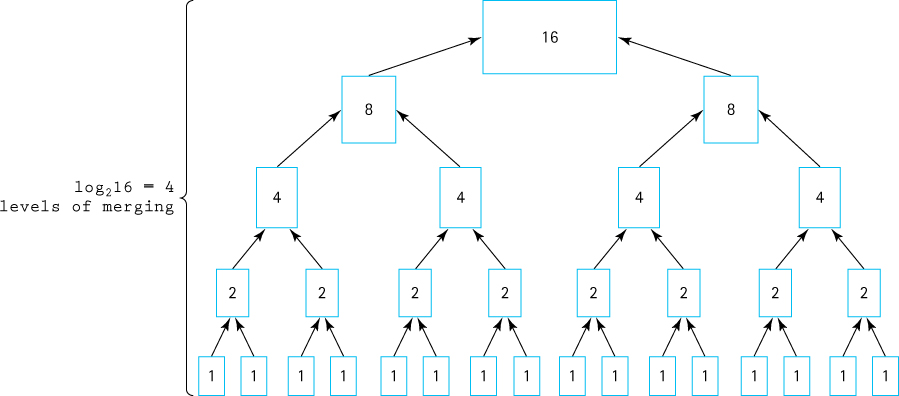 16
8 8
4 4 4 4
log₂16 = 4
levels of merging
2 2 2 2 2 2 2 2
1 1 1 1 1 1 1 1 1 1 1 1 1 1 1 1